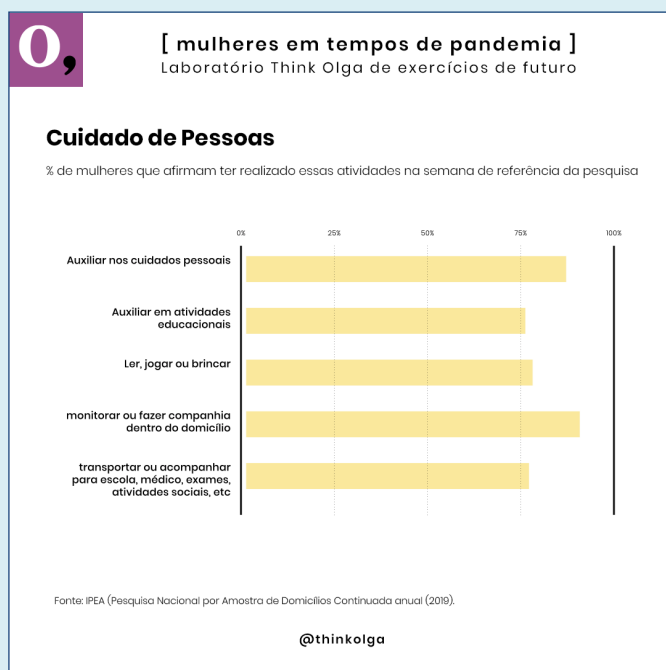 O,
[ mulheres em tempos de pandemia ]
Laboratório Think Olga de exercícios de futuro
Cuidado de Pessoas
% de mulheres que afirmam ter realizado essas atividades na semana de referência da pesquisa
0% 25% 50% 75% 100%
Auxiliar nos cuidados pessoais
Auxiliar em atividades
educacionais
Ler, jogar ou brincar
monitorar ou fazer companhia
dentro do domicílio
transportar ou acompanhar
para escola, médico, exames,
atividades sociais, etc
Fonte: IPEA (Pesquisa Nacional por Amostra de Domicílios Continuada anual (2019).
@thinkolga